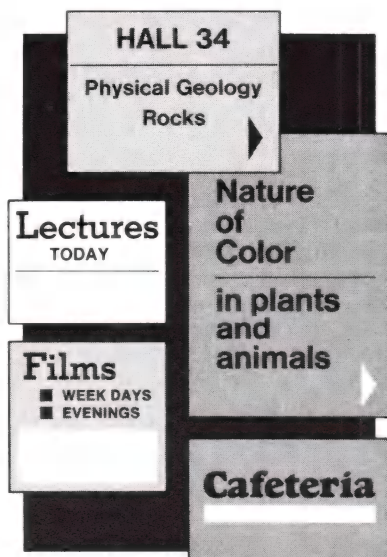 HALL 34
Physical Geology
Rocks
Nature
of
Color
in plants
and
animals
Lectures
TODAY
Films
WEEK DAYS
EVENINGS
Cafeteria